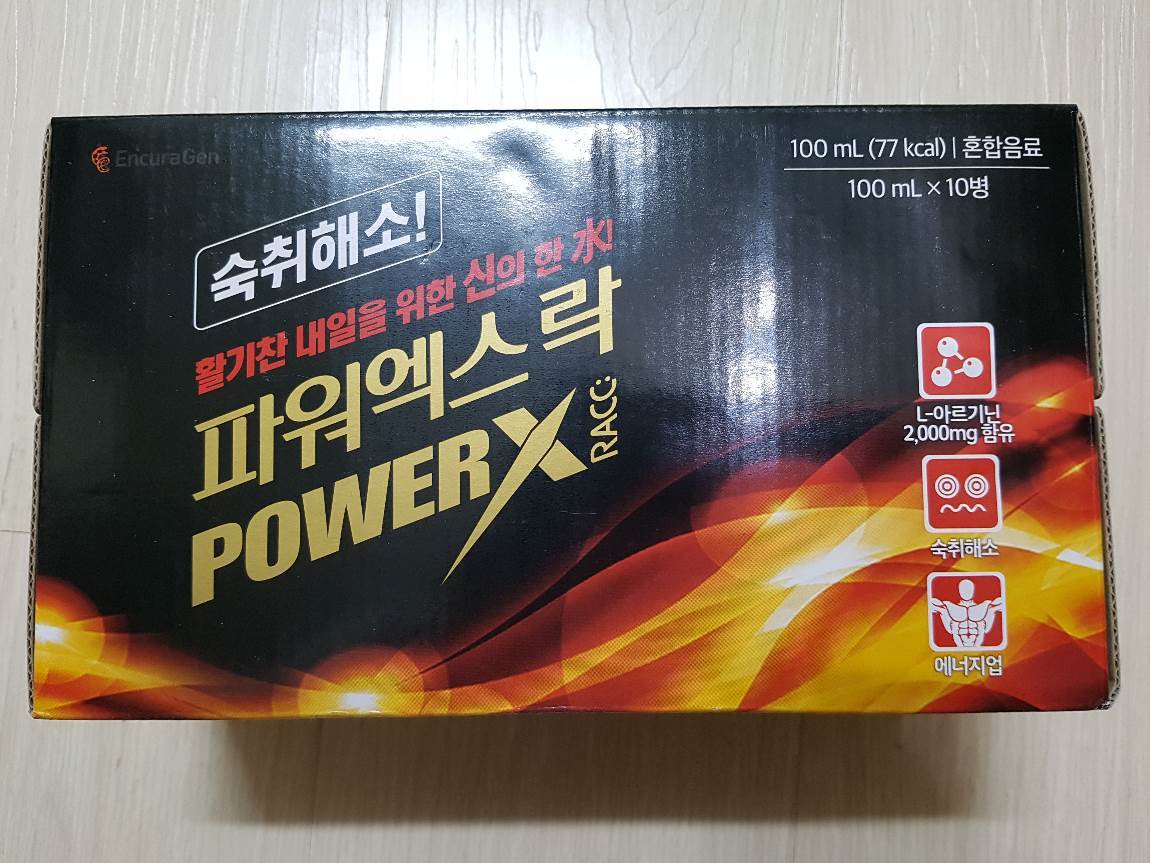 EncuraGen
100 mL (77 kcal) | 혼합음료
100 mL × 10병
숙취해소!
활기찬 내일을 위한 신의 한 水!
파워엑스락
POWER X RACC
L-아르기닌
2,000mg 함유
숙취해소
에너지업